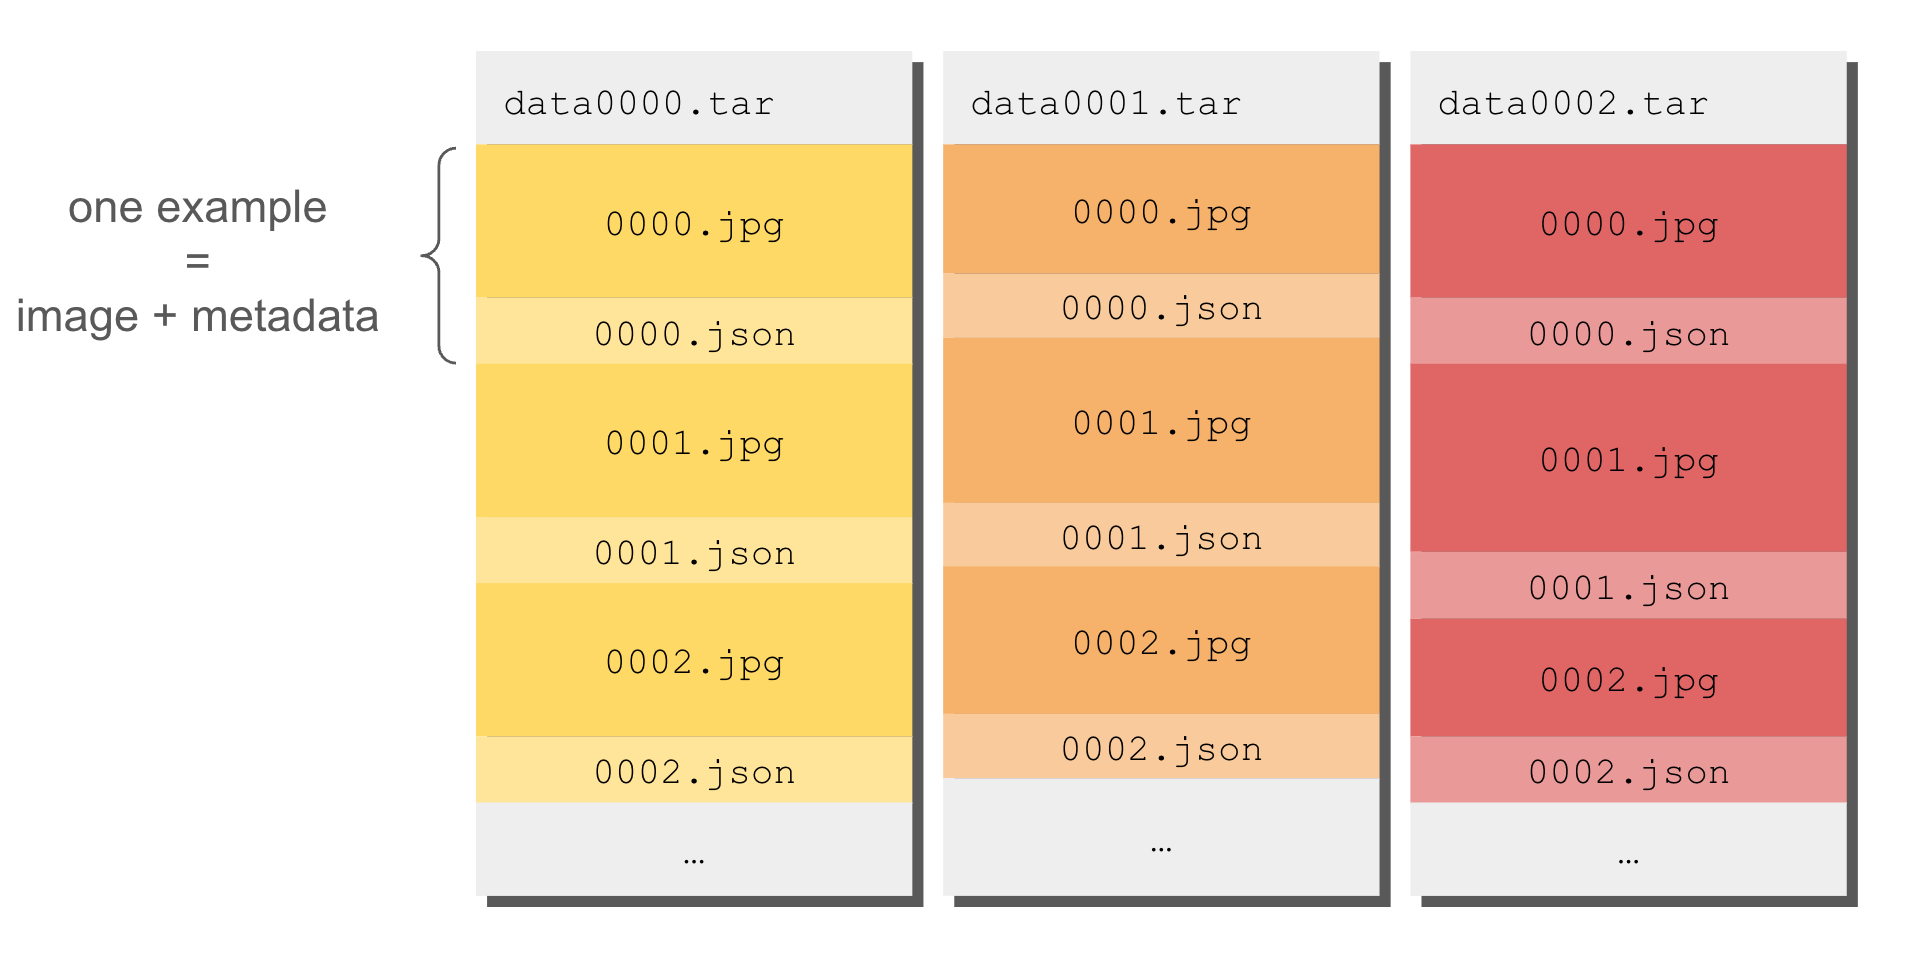 one example
=
image + metadata
data0000.tar
0000.jpg
0000.json
0001.jpg
0001.json
0002.jpg
0002.json
…
data0001.tar
0000.jpg
0000.json
0001.jpg
0001.json
0002.jpg
0002.json
…
data0002.tar
0000.jpg
0000.json
0001.jpg
0001.json
0002.jpg
0002.json
…